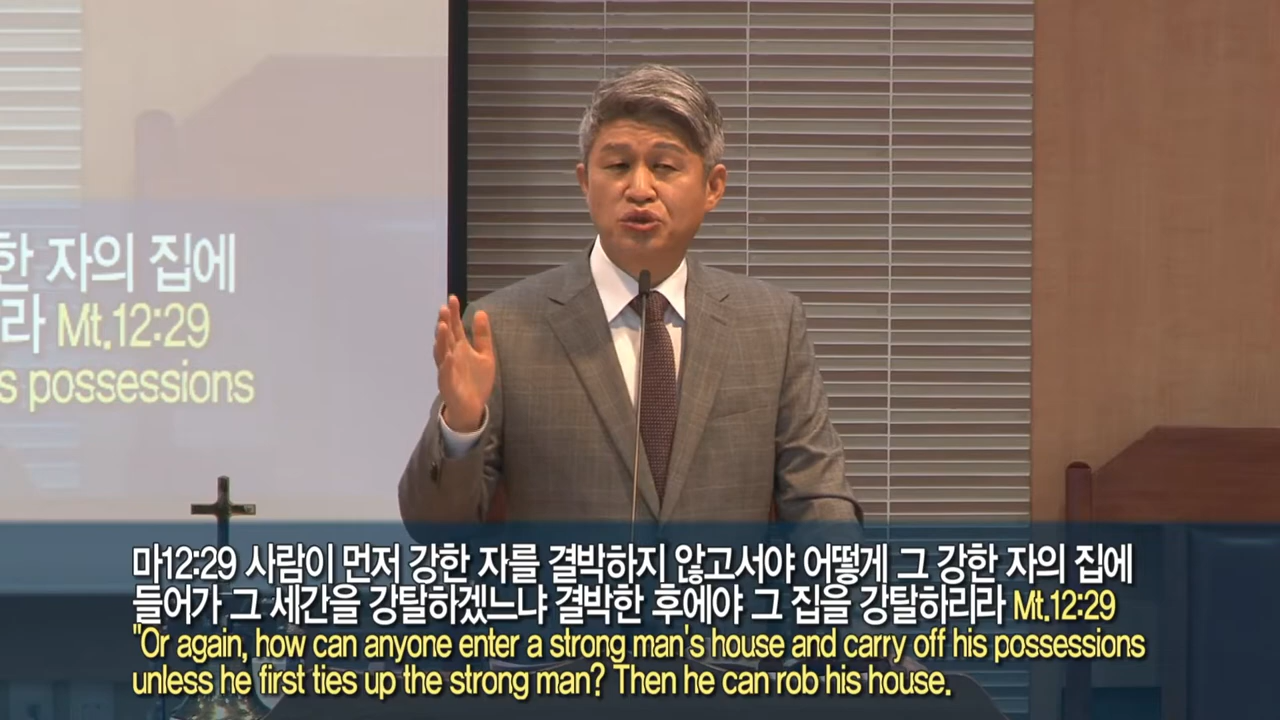 한 자의 집에
라 Mt.12:29
s possessions
마12:29 사람이 먼저 강한 자를 결박하지 않고서야 어떻게 그 강한 자의 집에
들어가 그 세간을 강탈하겠느냐 결박한 후에야 그 집을 강탈하리라 Mt.12:29
"Or again, how can anyone enter a strong man's house and carry off his possessions
unless he first ties up the strong man? Then he can rob his house.